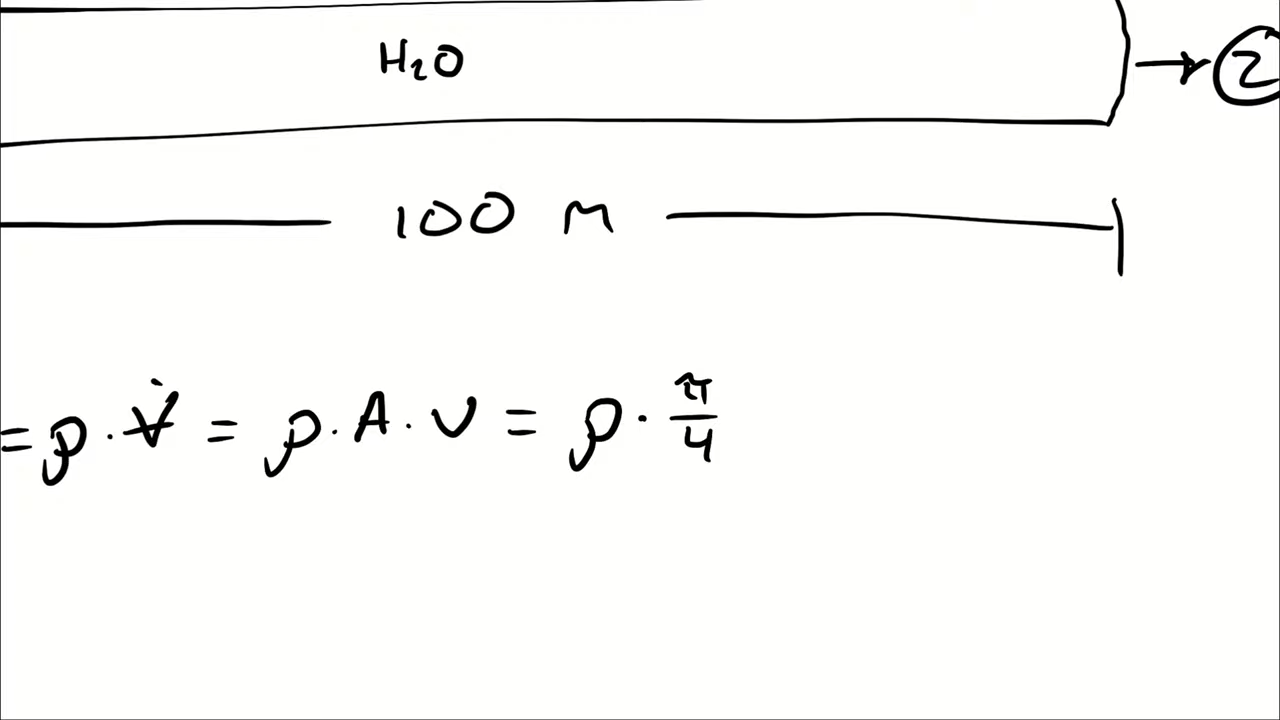 H₂O → ②
100 m
= ρ · V̇ = ρ · A · v = ρ · π/4